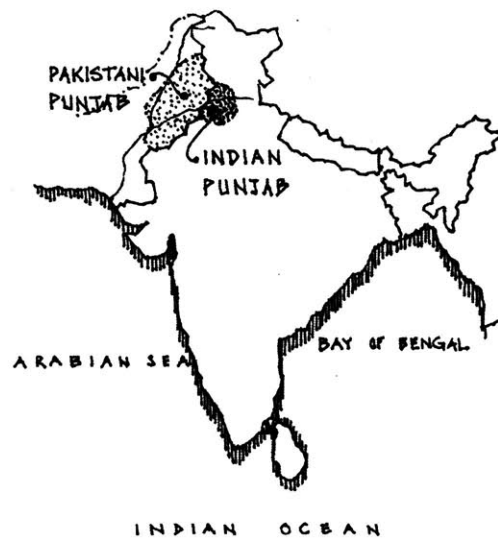 PAKISTANI
PUNJAB
INDIAN
PUNJAB
ARABIAN SEA
BAY OF BENGAL
INDIAN OCEAN